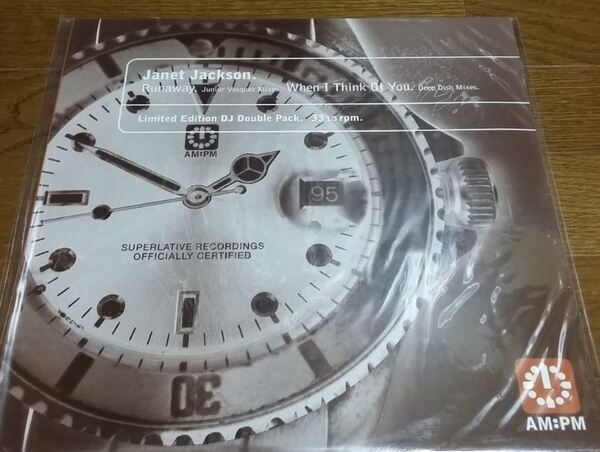 Janet Jackson.
Runaway. Junior Vasquez Mixes. When I Think Of You. Deep Dish Mixes.
Limited Edition DJ Double Pack. 33 1/3 rpm.
AM:PM
95
SUPERLATIVE RECORDINGS
OFFICIALLY CERTIFIED
30
AM:PM